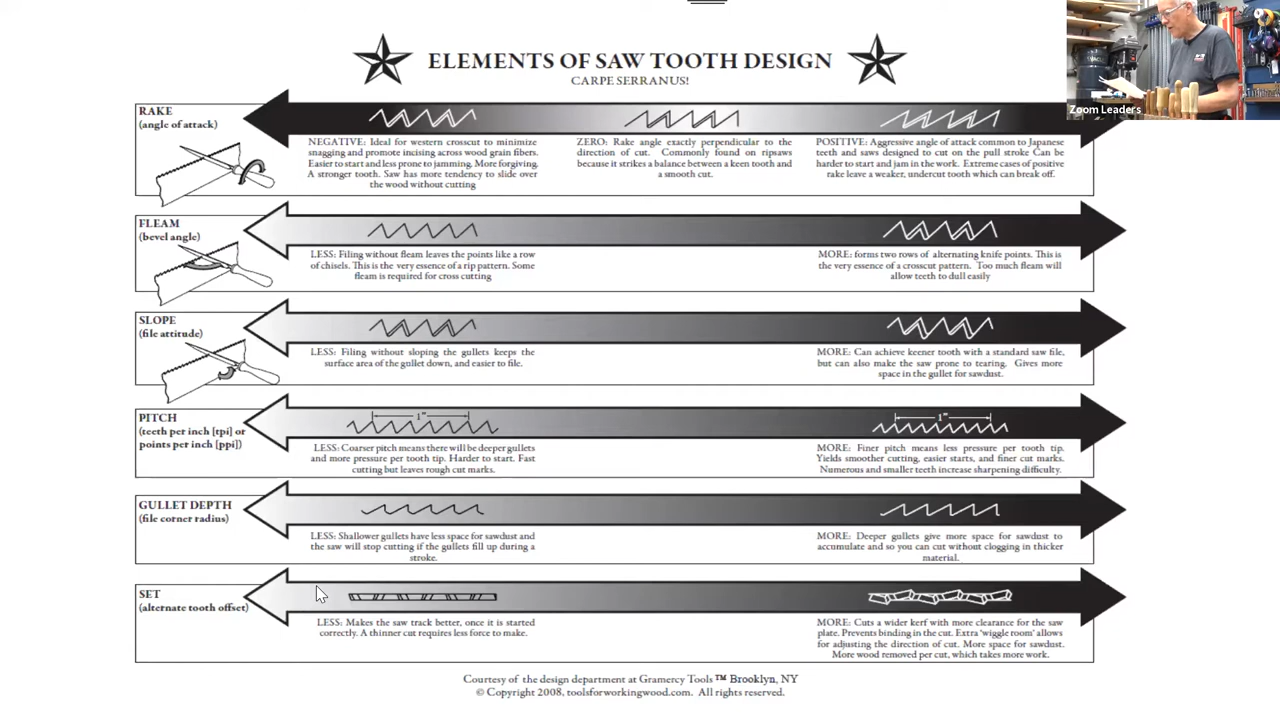 ELEMENTS OF SAW TOOTH DESIGN
CARPE SERRANUS!
Zoom Leaders
RAKE
(angle of attack)
NEGATIVE: Ideal for western crosscut to minimize
snagging and promote incising across wood grain fibers.
Easier to start and less prone to jamming. More forgiving.
A stronger tooth. Saw has more tendency to slide over
the wood without cutting
ZERO: Rake angle exactly perpendicular to the
direction of cut. Commonly found on ripsaws
because it strikes a balance between a keen tooth and
a smooth cut.
POSITIVE: Aggressive angle of attack common to Japanese
teeth and saws designed to cut on the pull stroke Can be
harder to start and jam in the work. Extreme cases of positive
rake leave a weaker, undercut tooth which can break off.
FLEAM
(bevel angle)
LESS: Filing without fleam leaves the points like a row
of chisels. This is the very essence of a rip pattern. Some
fleam is required for cross cutting
MORE: forms two rows of alternating knife points. This is
the very essence of a crosscut pattern. Too much fleam will
allow teeth to dull easily
SLOPE
(file attitude)
LESS: Filing without sloping the gullets keeps the
surface area of the gullet down, and easier to file.
MORE: Can achieve keener tooth with a standard saw file,
but can also make the saw prone to tearing. Gives more
space in the gullet for sawdust.
PITCH
(teeth per inch [tpi] or
points per inch [ppi])
1"
1"
LESS: Coarser pitch means there will be deeper gullets
and more pressure per tooth tip. Harder to start. Fast
cutting but leaves rough cut marks.
MORE: Finer pitch means less pressure per tooth tip.
Yields smoother cutting, easier starts, and finer cut marks.
Numerous and smaller teeth increase sharpening difficulty.
GULLET DEPTH
(file corner radius)
LESS: Shallower gullets have less space for sawdust and
the saw will stop cutting if the gullets fill up during a
stroke.
MORE: Deeper gullets give more space for sawdust to
accumulate and so you can cut without clogging in thicker
material.
SET
(alternate tooth offset)
LESS: Makes the saw track better, once it is started
correctly. A thinner cut requires less force to make.
MORE: Cuts a wider kerf with more clearance for the saw
plate. Prevents binding in the cut. Extra 'wiggle room' allows
for adjusting the direction of cut. More space for sawdust.
More wood removed per cut, which takes more work.
Courtesy of the design department at Gramercy Tools ™ Brooklyn, NY
© Copyright 2008, toolsforworkingwood.com. All rights reserved.